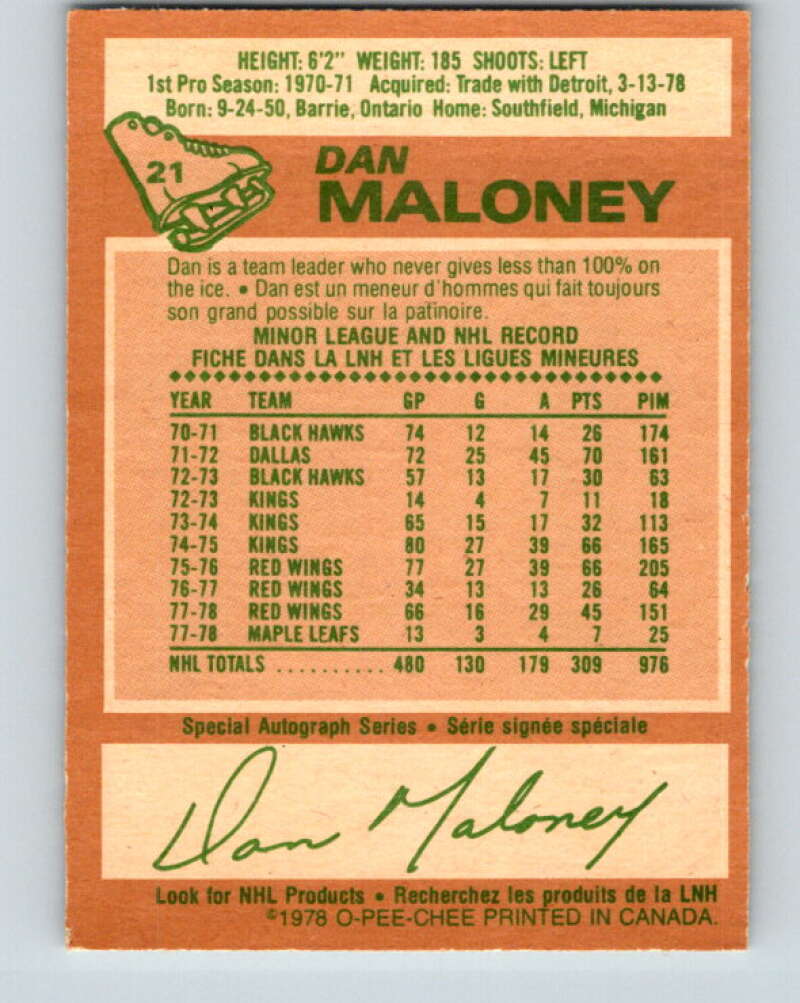 HEIGHT: 6'2" WEIGHT: 185 SHOOTS: LEFT
1st Pro Season: 1970-71 Acquired: Trade with Detroit, 3-13-78
Born: 9-24-50, Barrie, Ontario Home: Southfield, Michigan
21
DAN
MALONEY
Dan is a team leader who never gives less than 100% on
the ice. • Dan est un meneur d'hommes qui fait toujours
son grand possible sur la patinoire.
MINOR LEAGUE AND NHL RECORD
FICHE DANS LA LNH ET LES LIGUES MINEURES
YEAR TEAM GP G A PTS PIM
70-71 BLACK HAWKS 74 12 14 26 174
71-72 DALLAS 72 25 45 70 161
72-73 BLACK HAWKS 57 13 17 30 63
72-73 KINGS 14 4 7 11 18
73-74 KINGS 65 15 17 32 113
74-75 KINGS 80 27 39 66 165
75-76 RED WINGS 77 27 39 66 205
76-77 RED WINGS 34 13 13 26 64
77-78 RED WINGS 66 16 29 45 151
77-78 MAPLE LEAFS 13 3 4 7 25
NHL TOTALS .......... 480 130 179 309 976
Special Autograph Series • Série signée spéciale
Dan Maloney
Look for NHL Products • Recherchez les produits de la LNH
©1978 O-PEE-CHEE PRINTED IN CANADA.